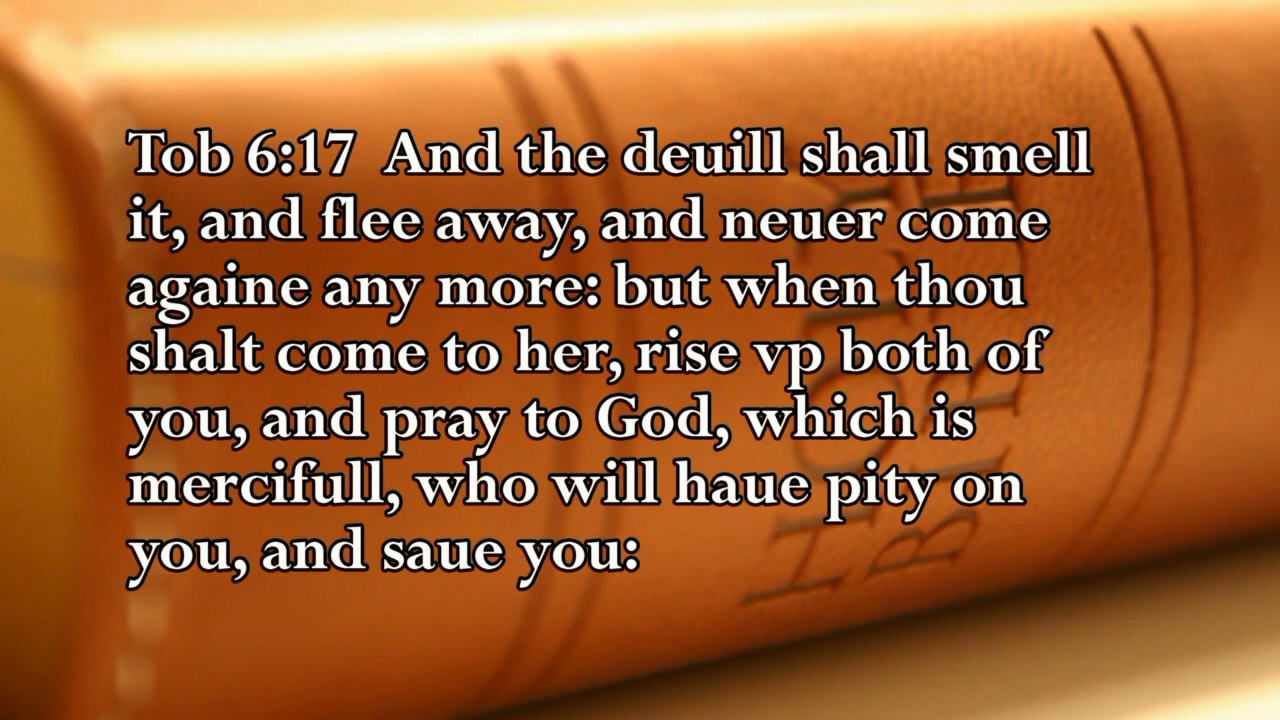 Tob 6:17  And the deuill shall smell
it, and flee away, and neuer come
againe any more: but when thou
shalt come to her, rise vp both of
you, and pray to God, which is
mercifull, who will haue pity on
you, and saue you:
HOLY
BIBLE